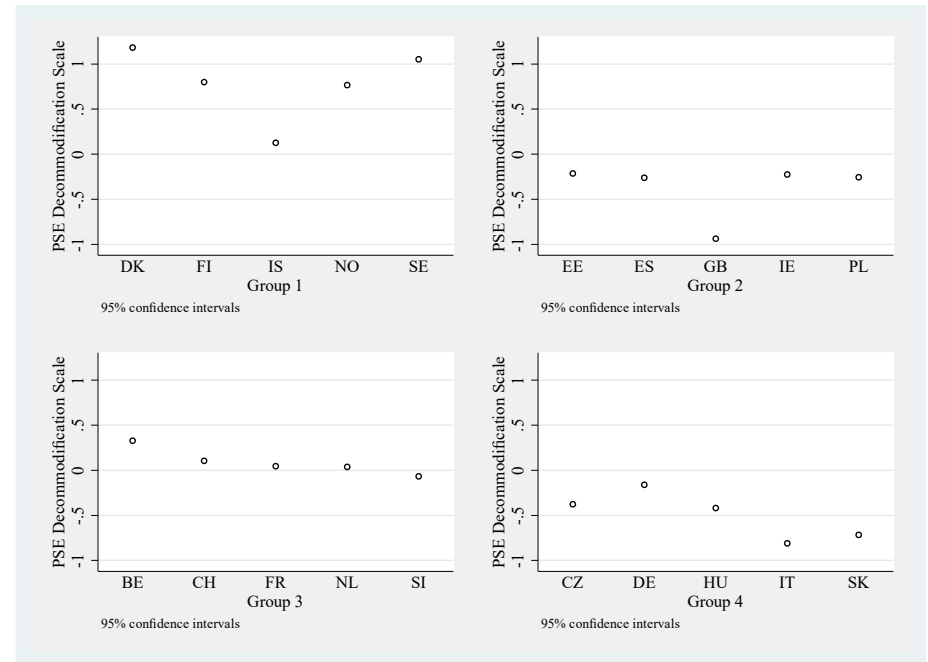 PSE Decommodification Scale
1
.5
0
-.5
-1
DK FI IS NO SE
Group 1
95% confidence intervals
PSE Decommodification Scale
1
.5
0
-.5
-1
EE ES GB IE PL
Group 2
95% confidence intervals
PSE Decommodification Scale
1
.5
0
-.5
-1
BE CH FR NL SI
Group 3
95% confidence intervals
PSE Decommodification Scale
1
.5
0
-.5
-1
CZ DE HU IT SK
Group 4
95% confidence intervals